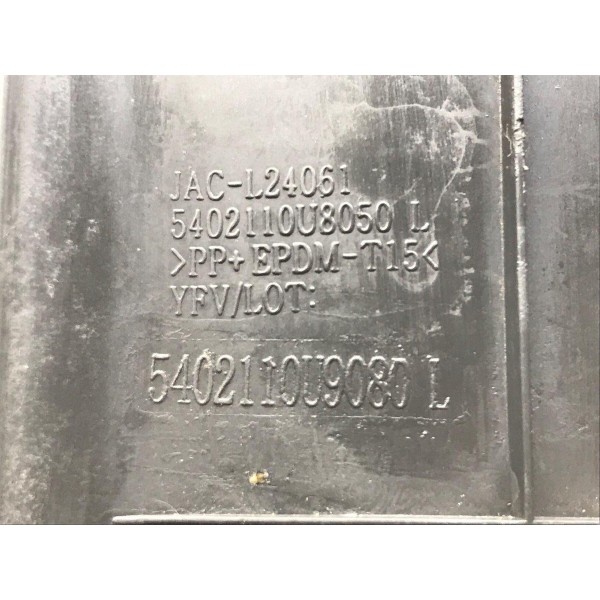 JAC-L24061
5402110U8050 L
>PP+EPDM-T15<
YFV/LOT:
5402110U9080 L